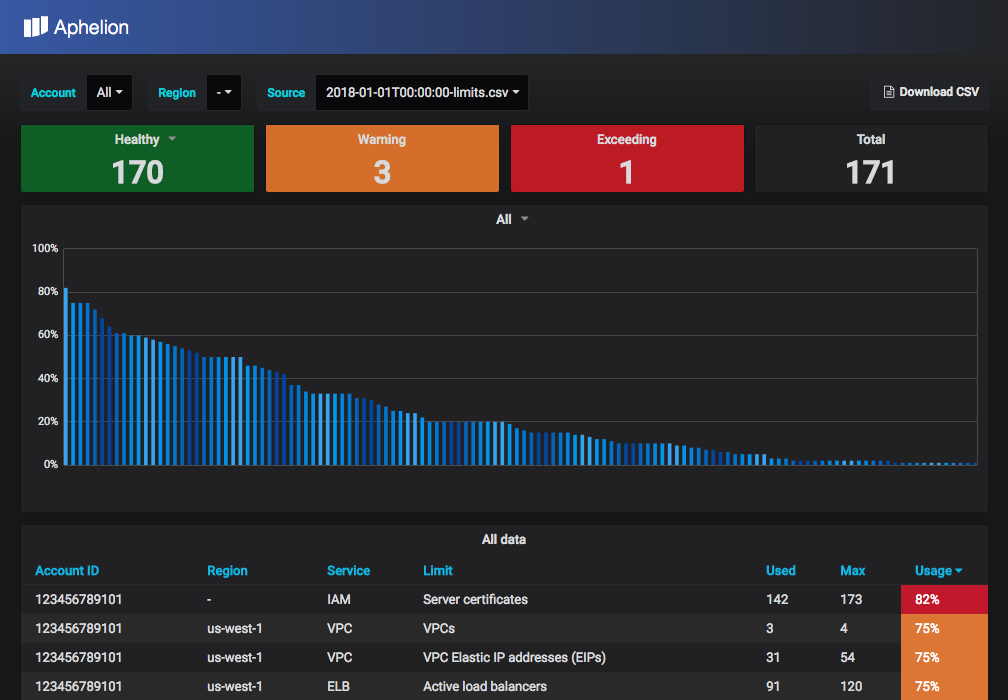 Aphelion
Account All Region - Source 2018-01-01T00:00:00-limits.csv Download CSV
Healthy Warning Exceeding Total
170 3 1 171
All
100%
80%
60%
40%
20%
0%
All data
Account ID Region Service Limit Used Max Usage
123456789101 - IAM Server certificates 142 173 82%
123456789101 us-west-1 VPC VPCs 3 4 75%
123456789101 us-west-1 VPC VPC Elastic IP addresses (EIPs) 31 54 75%
123456789101 us-west-1 ELB Active load balancers 91 120 75%